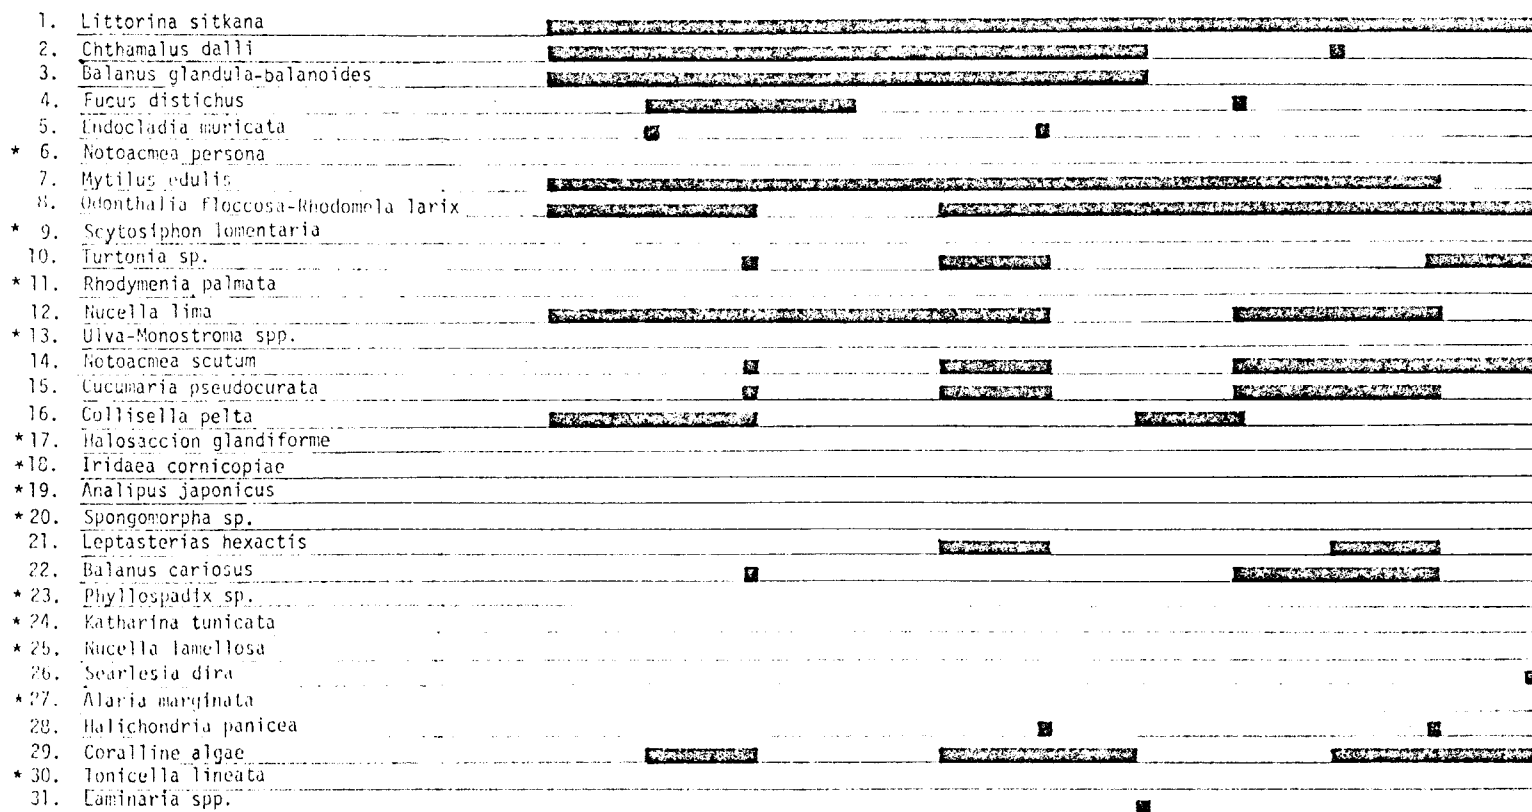 1. Littorina sitkana
2. Chthamalus dalli
3. Balanus glandula-balanoides
4. Fucus distichus
5. Endocladia muricata
* 6. Notoacmea persona
7. Mytilus edulis
8. Odonthalia floccosa-Rhodomela larix
* 9. Scytosiphon lomentaria
10. Turtonia sp.
* 11. Rhodymenia palmata
12. Nucella lima
* 13. Ulva-Monostroma spp.
14. Notoacmea scutum
15. Cucumaria pseudocurata
16. Collisella pelta
* 17. Halosaccion glandiforme
* 18. Iridaea cornicopiae
* 19. Analipus japonicus
* 20. Spongomorpha sp.
21. Leptasterias hexactis
22. Balanus cariosus
* 23. Phyllospadix sp.
* 24. Katharina tunicata
* 25. Nucella lamellosa
26. Searlesia dira
* 27. Alaria marginata
28. Halichondria panicea
29. Coralline algae
* 30. Tonicella lineata
31. Laminaria spp.